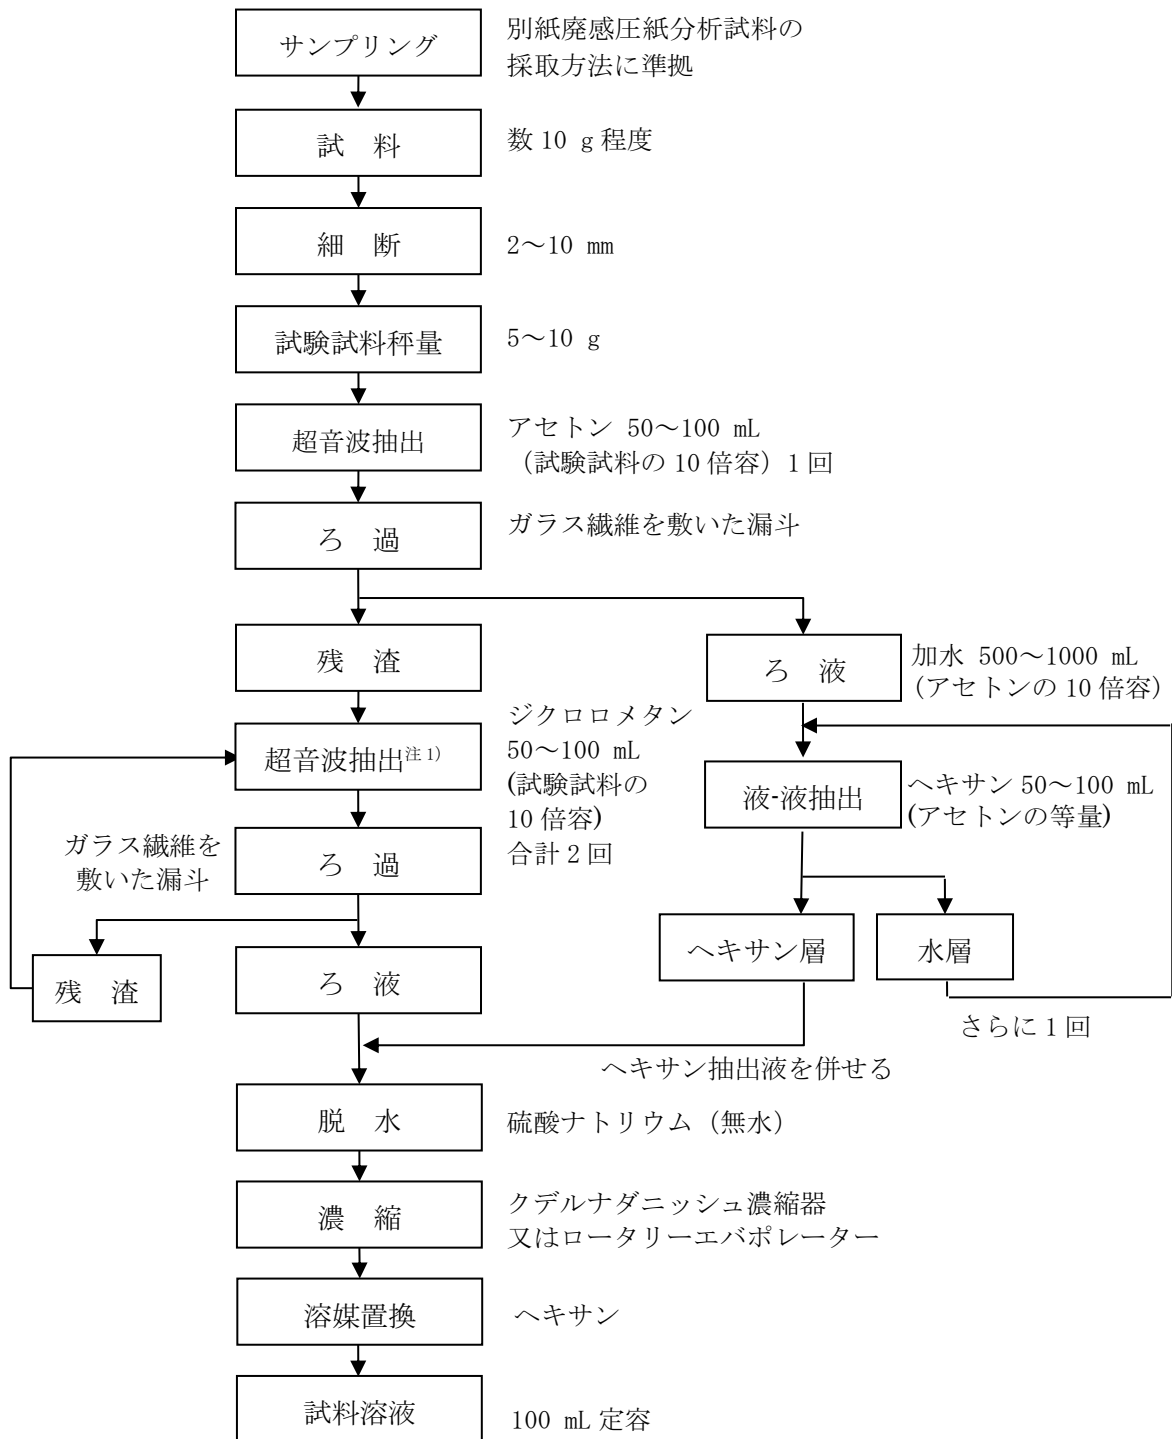 サンプリング
別紙廃感圧紙分析試料の
採取方法に準拠
試　料
数 10 g 程度
細　断
2～10 mm
試験試料秤量
5～10 g
超音波抽出
アセトン 50～100 mL
（試験試料の 10 倍容）1 回
ろ　過
ガラス繊維を敷いた漏斗
残　渣
ろ　液
加水 500～1000 mL
（アセトンの 10 倍容）
超音波抽出注 1)
ジクロロメタン
50～100 mL
(試験試料の
10 倍容)
合計 2 回
液-液抽出
ヘキサン 50～100 mL
(アセトンの等量)
ガラス繊維を
敷いた漏斗
ろ　過
残　渣
ろ　液
ヘキサン層
水層
さらに 1 回
ヘキサン抽出液を併せる
脱　水
硫酸ナトリウム（無水）
濃　縮
クデルナダニッシュ濃縮器
又はロータリーエバポレーター
溶媒置換
ヘキサン
試料溶液
100 mL 定容